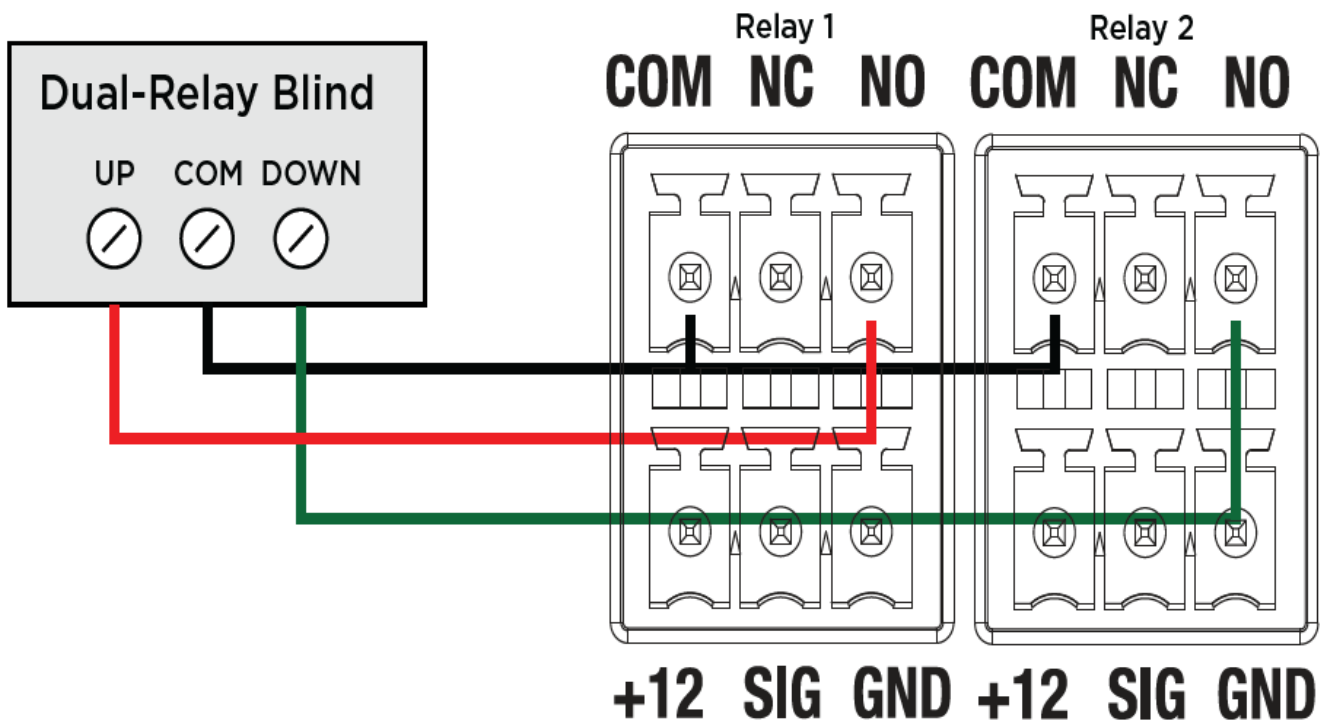 Relay 1 Relay 2
COM NC NO COM NC NO
Dual-Relay Blind
UP COM DOWN
+12 SIG GND +12 SIG GND